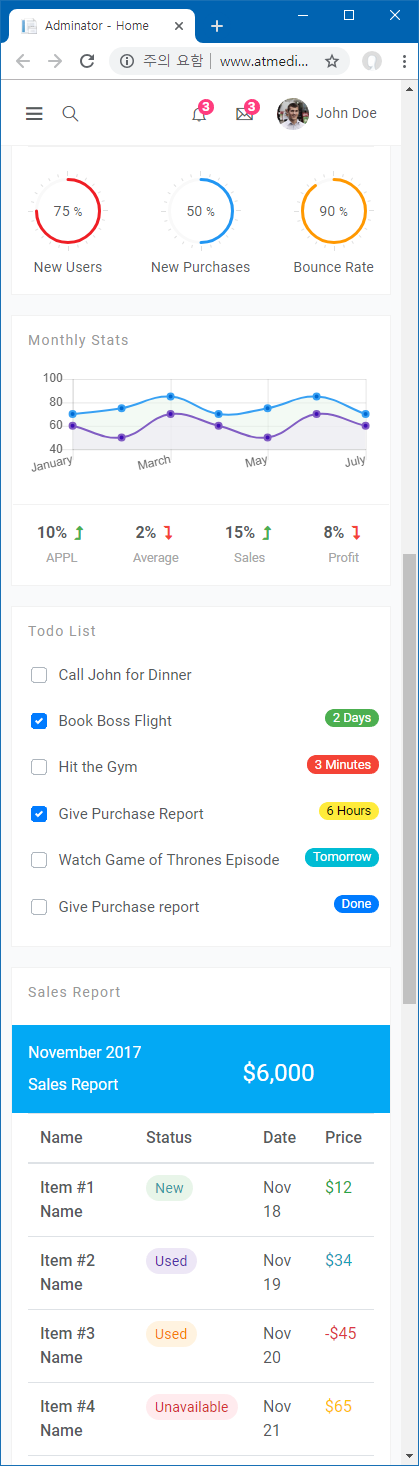 Adminator - Home
주의 요함 | www.atmedi...
3
3
John Doe
75 %
50 %
90 %
New Users
New Purchases
Bounce Rate
Monthly Stats
100
80
60
40
January
March
May
July
10%
2%
15%
8%
APPL
Average
Sales
Profit
Todo List
Call John for Dinner
Book Boss Flight
2 Days
Hit the Gym
3 Minutes
Give Purchase Report
6 Hours
Watch Game of Thrones Episode
Tomorrow
Give Purchase report
Done
Sales Report
November 2017
Sales Report
$6,000
Name Status Date Price
Item #1 Name New Nov 18 $12
Item #2 Name Used Nov 19 $34
Item #3 Name Used Nov 20 -$45
Item #4 Name Unavailable Nov 21 $65